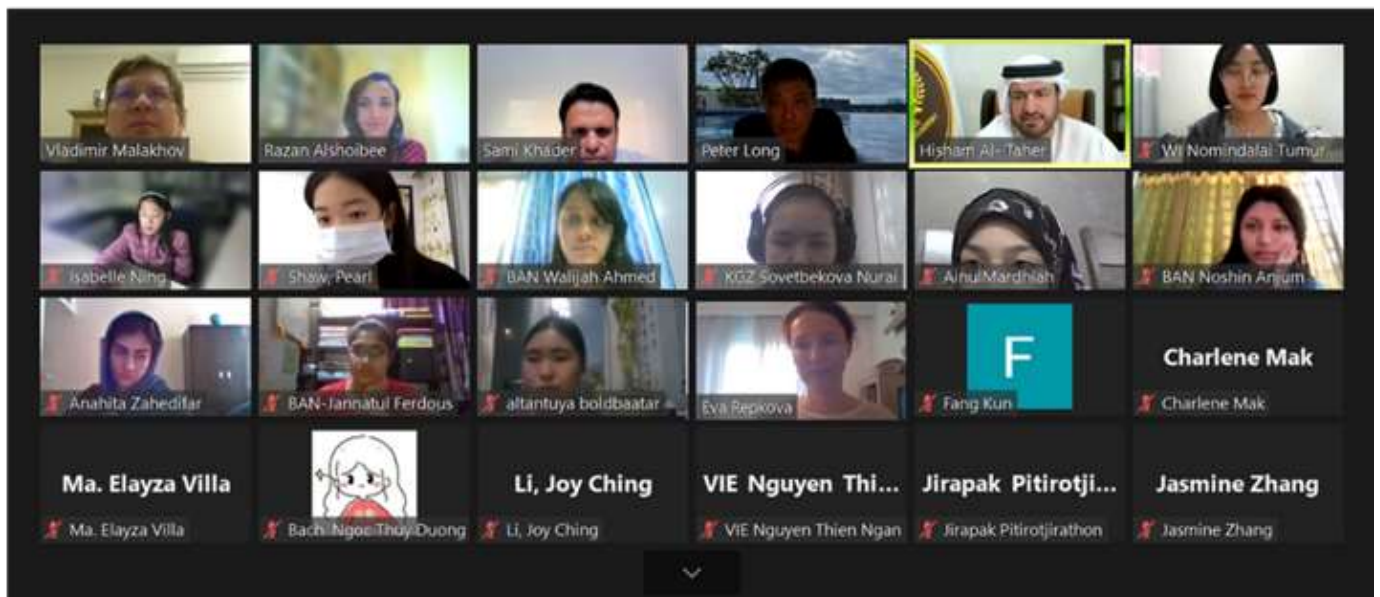 Vladimir Malakhov
Razan Alshoibee
Sami Khader
Peter Long
Hisham Al- Taher
WI Nomindalai Tumur...
Isabelle Ning
Shaw, Pearl
BAN Walijah Ahmed
KGZ Sovetbekova Nurai
AinulMardhiah
BAN Noshin Anjum
Anahita Zahedifar
BAN-Jannatul Ferdous
altantuya boldbaatar
Eva Repkova
F
Fang Kun
Charlene Mak
Charlene Mak
Ma. Elayza Villa
Ma. Elayza Villa
Bach Ngoc Thuy Duong
Li, Joy Ching
Li, Joy Ching
VIE Nguyen Thi...
VIE Nguyen Thien Ngan
Jirapak Pitirotji...
Jirapak Pitirotjirathon
Jasmine Zhang
Jasmine Zhang